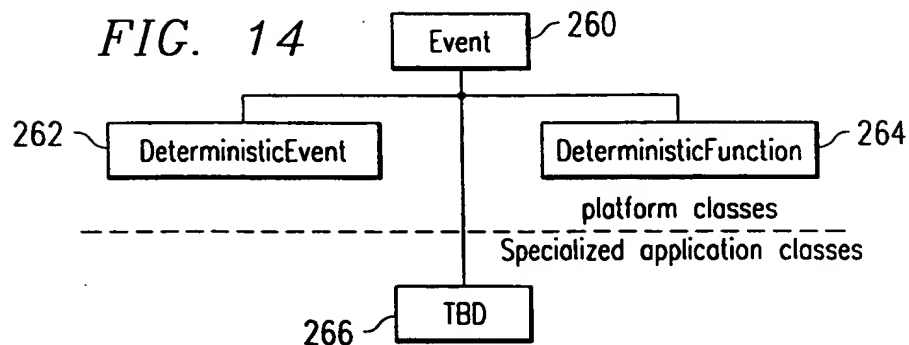 FIG. 14
Event 260
262 DeterministicEvent
DeterministicFunction 264
platform classes
Specialized application classes
TBD
266